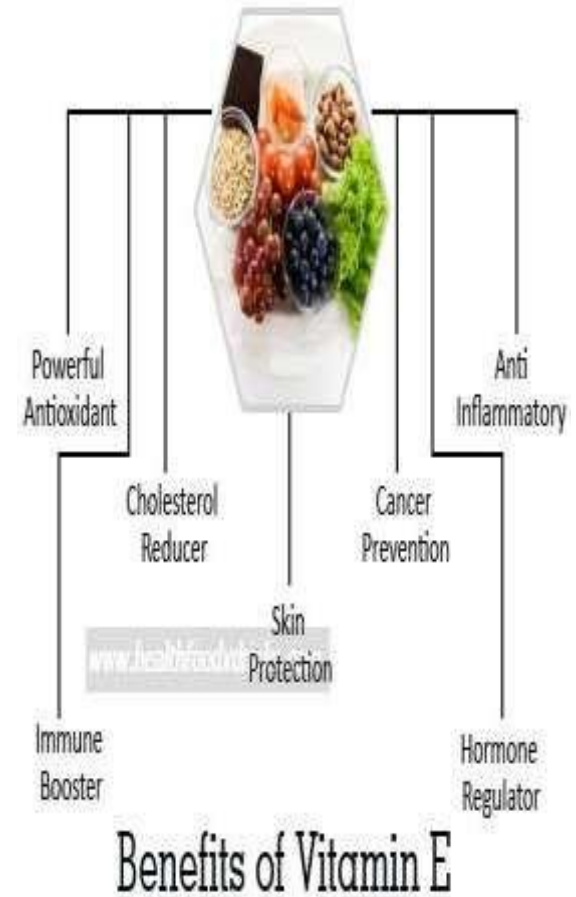 Powerful
Antioxidant
Anti
Inflammatory
Cholesterol
Reducer
Cancer
Prevention
Skin
Protection
Immune
Booster
Hormone
Regulator
Benefits of Vitamin E